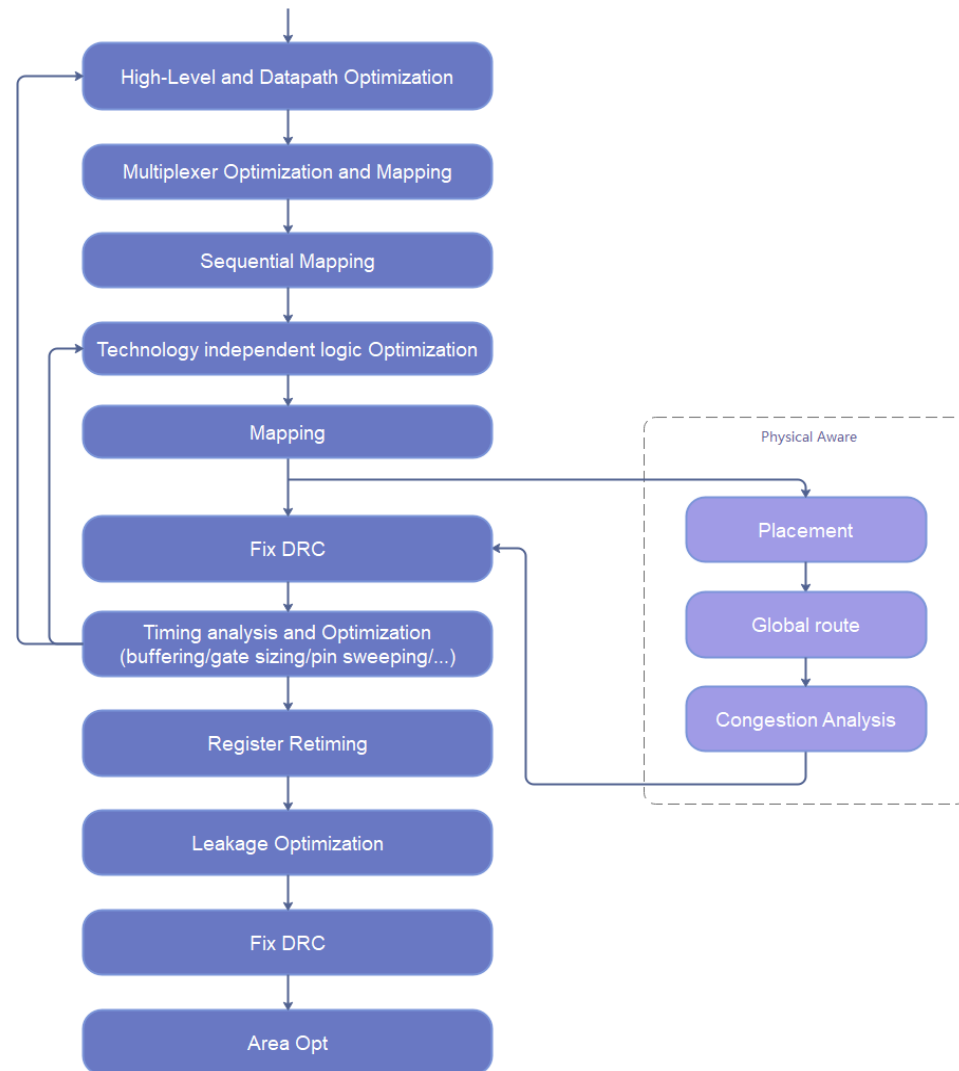 High-Level and Datapath Optimization
Multiplexer Optimization and Mapping
Sequential Mapping
Technology independent logic Optimization
Mapping
Physical Aware
Placement
Fix DRC
Global route
Timing analysis and Optimization
(buffering/gate sizing/pin sweeping/...)
Congestion Analysis
Register Retiming
Leakage Optimization
Fix DRC
Area Opt